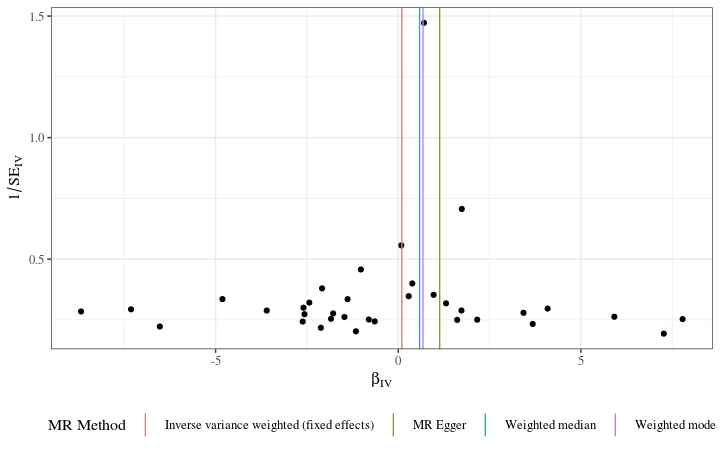 1.5
1.0
0.5
1/SE_IV
-5 0 5
β_IV
MR Method Inverse variance weighted (fixed effects) MR Egger Weighted median Weighted mode